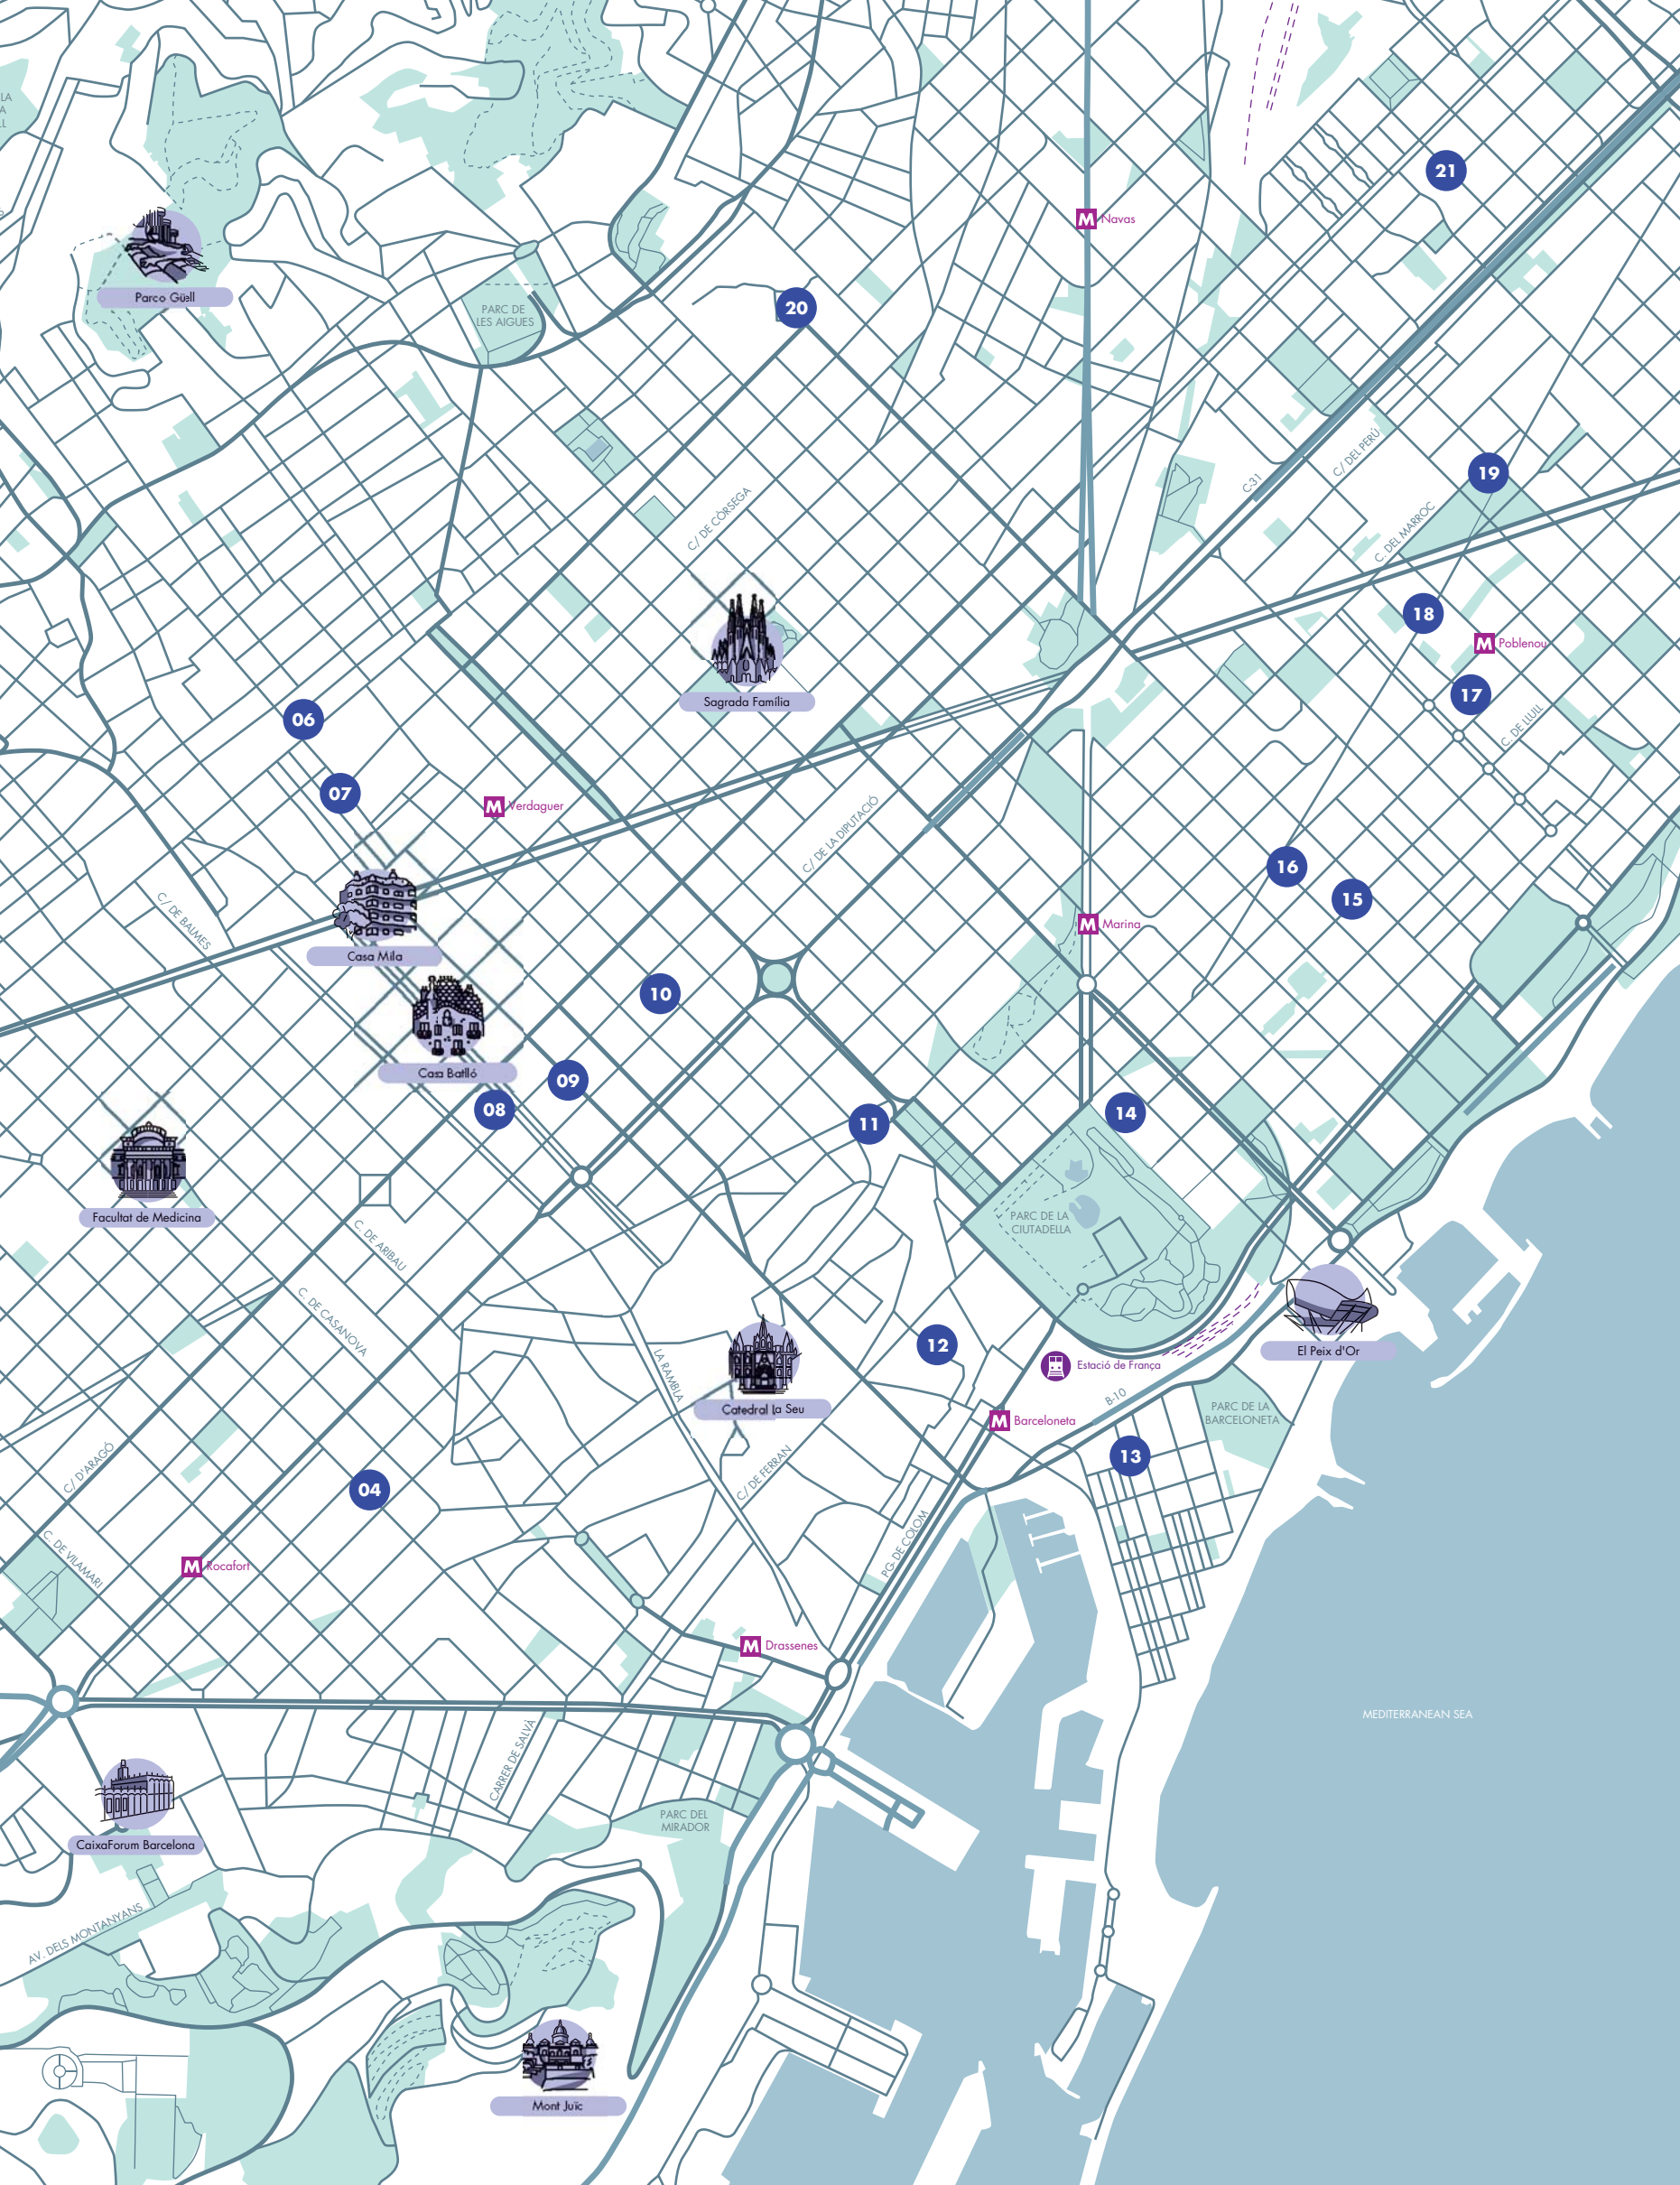 LA
A
LL
21
M Navas
Parco Güell
20
PARC DE
LES AIGUES
C/ DEL PERÚ
C-31
19
C/ DE CÒRSEGA
C. DEL MARROC
18
M Poblenou
17
Sagrada Família
06
C. DE LLULL
07
M Verdaguer
C/ DE LA DIPUTACIÓ
16
15
C/ DE BALMES
M Marina
Casa Mila
10
Casa Batlló
09
08
14
11
Facultat de Medicina
PARC DE LA
CIUTADELLA
C. DE ARIBAU
C. DE CASANOVA
12
El Peix d'Or
Estació de França
LA RAMBLA
B-10
Catedral la Seu
PARC DE LA
BARCELONETA
M Barceloneta
13
C/ D'ARAGÓ
C/ DE FERRAN
04
PG. DE COLOM
C. DE VILAMARI
M Rocafort
M Drassenes
MEDITERRANEAN SEA
CARRER DE SALVÀ
PARC DEL
MIRADOR
CaixaForum Barcelona
AV. DELS MONTANYANS
Mont Juïc